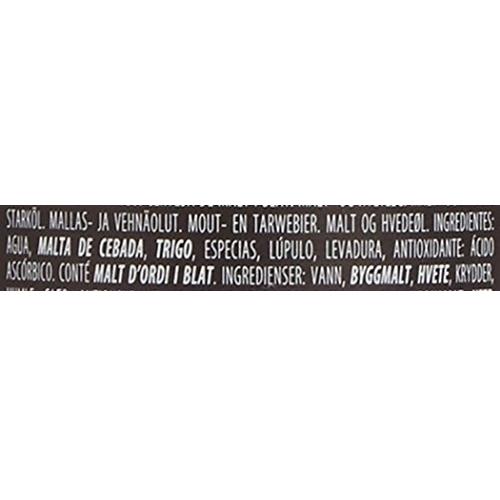 STARKÖL. MALLAS- JA VEHNÄOLUT. MOUT- EN TARWEBIER. MALT OG HVEDEØL. INGREDIENTES:
AGUA, MALTA DE CEBADA, TRIGO, ESPECIAS, LÚPULO, LEVADURA, ANTIOXIDANTE: ÁCIDO
ASCÓRBICO. CONTÉ MALT D'ORDI I BLAT. INGREDIENSER: VANN, BYGGMALT, HVETE, KRYDDER,